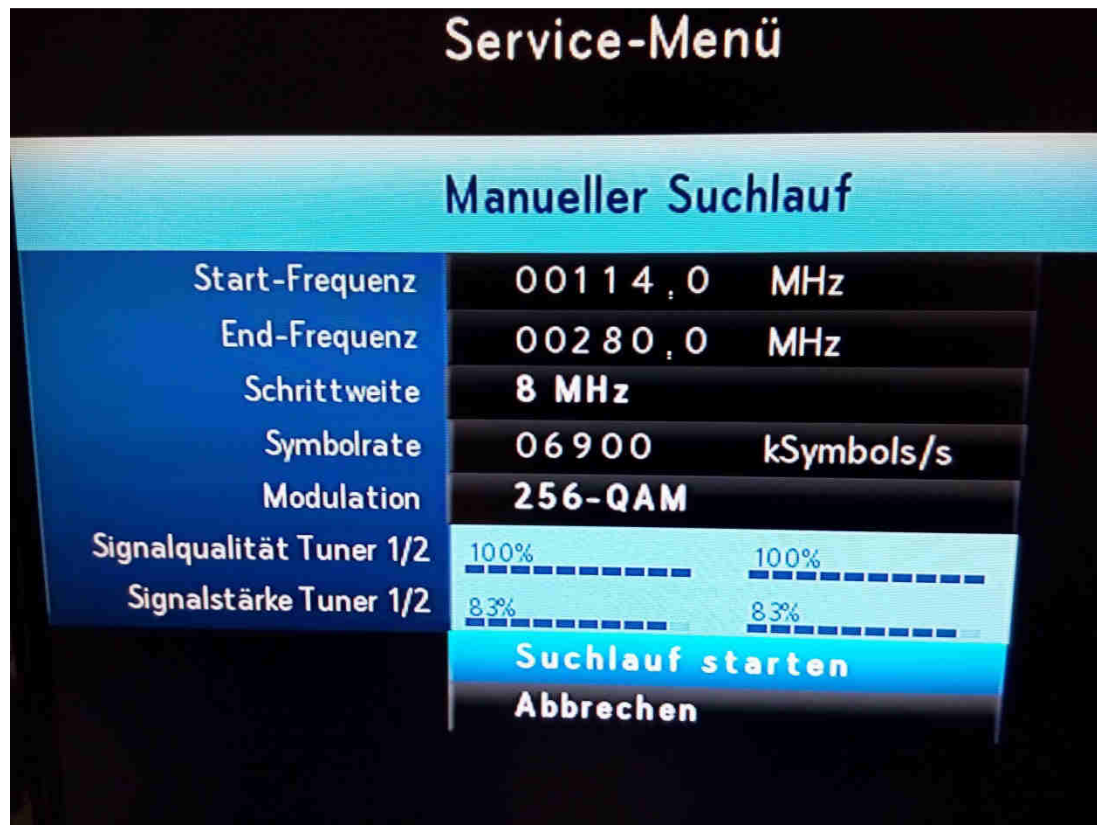 Service-Menü
Manueller Suchlauf
Start-Frequenz 00114,0 MHz
End-Frequenz 00280,0 MHz
Schrittweite 8 MHz
Symbolrate 06900 kSymbols/s
Modulation 256-QAM
Signalqualität Tuner 1/2 100% 100%
Signalstärke Tuner 1/2 83% 83%
Suchlauf starten
Abbrechen